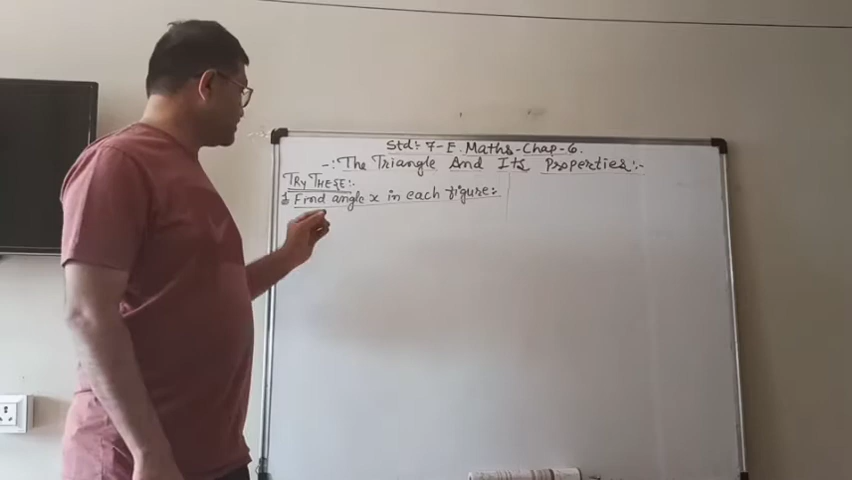 Std:- 7-E. Maths-Chap-6.
-: The Triangle And Its Properties:-
TRY THESE:-
1 Find angle x in each figure:-